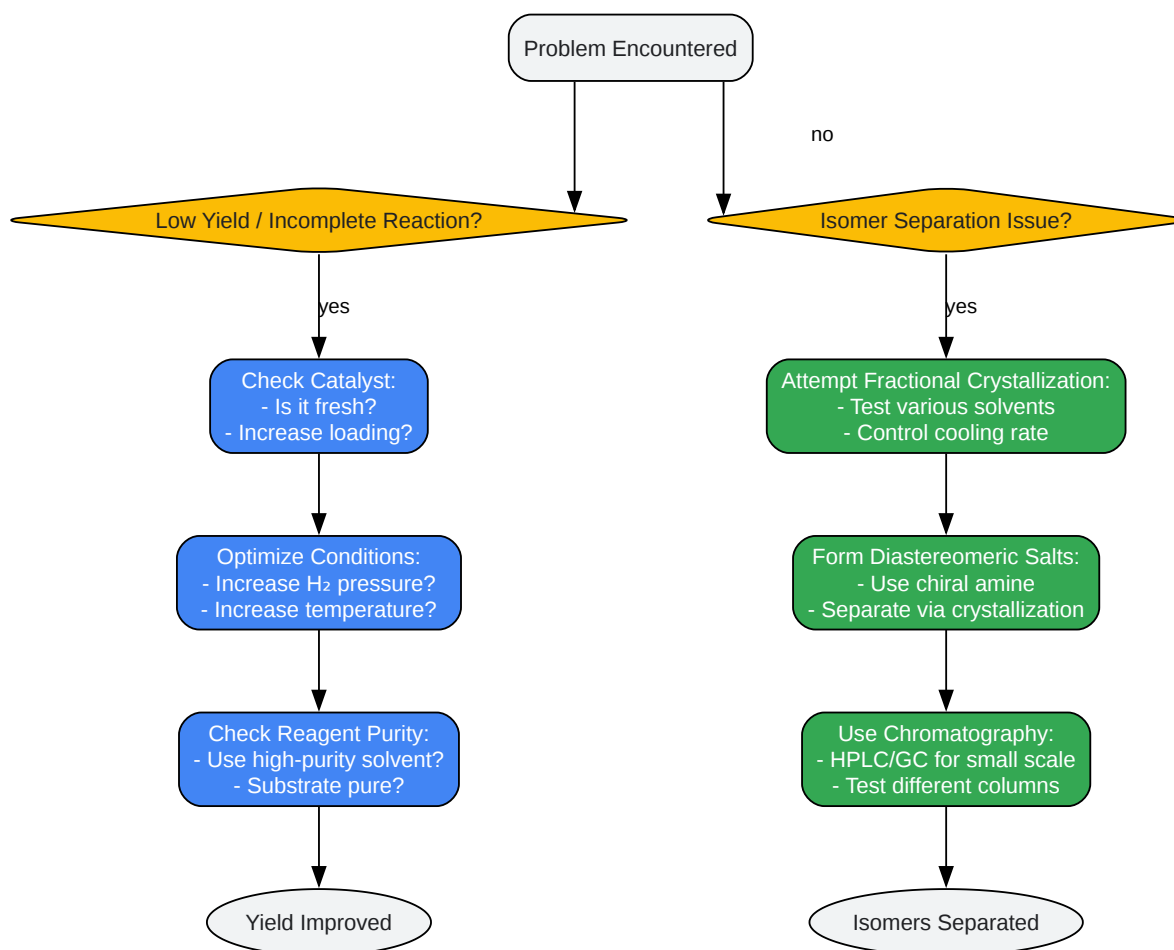 Problem Encountered
no
Low Yield / Incomplete Reaction?
Isomer Separation Issue?
yes
yes
Check Catalyst:
- Is it fresh?
- Increase loading?
Attempt Fractional Crystallization:
- Test various solvents
- Control cooling rate
Optimize Conditions:
- Increase H₂ pressure?
- Increase temperature?
Form Diastereomeric Salts:
- Use chiral amine
- Separate via crystallization
Check Reagent Purity:
- Use high-purity solvent?
- Substrate pure?
Use Chromatography:
- HPLC/GC for small scale
- Test different columns
Yield Improved
Isomers Separated